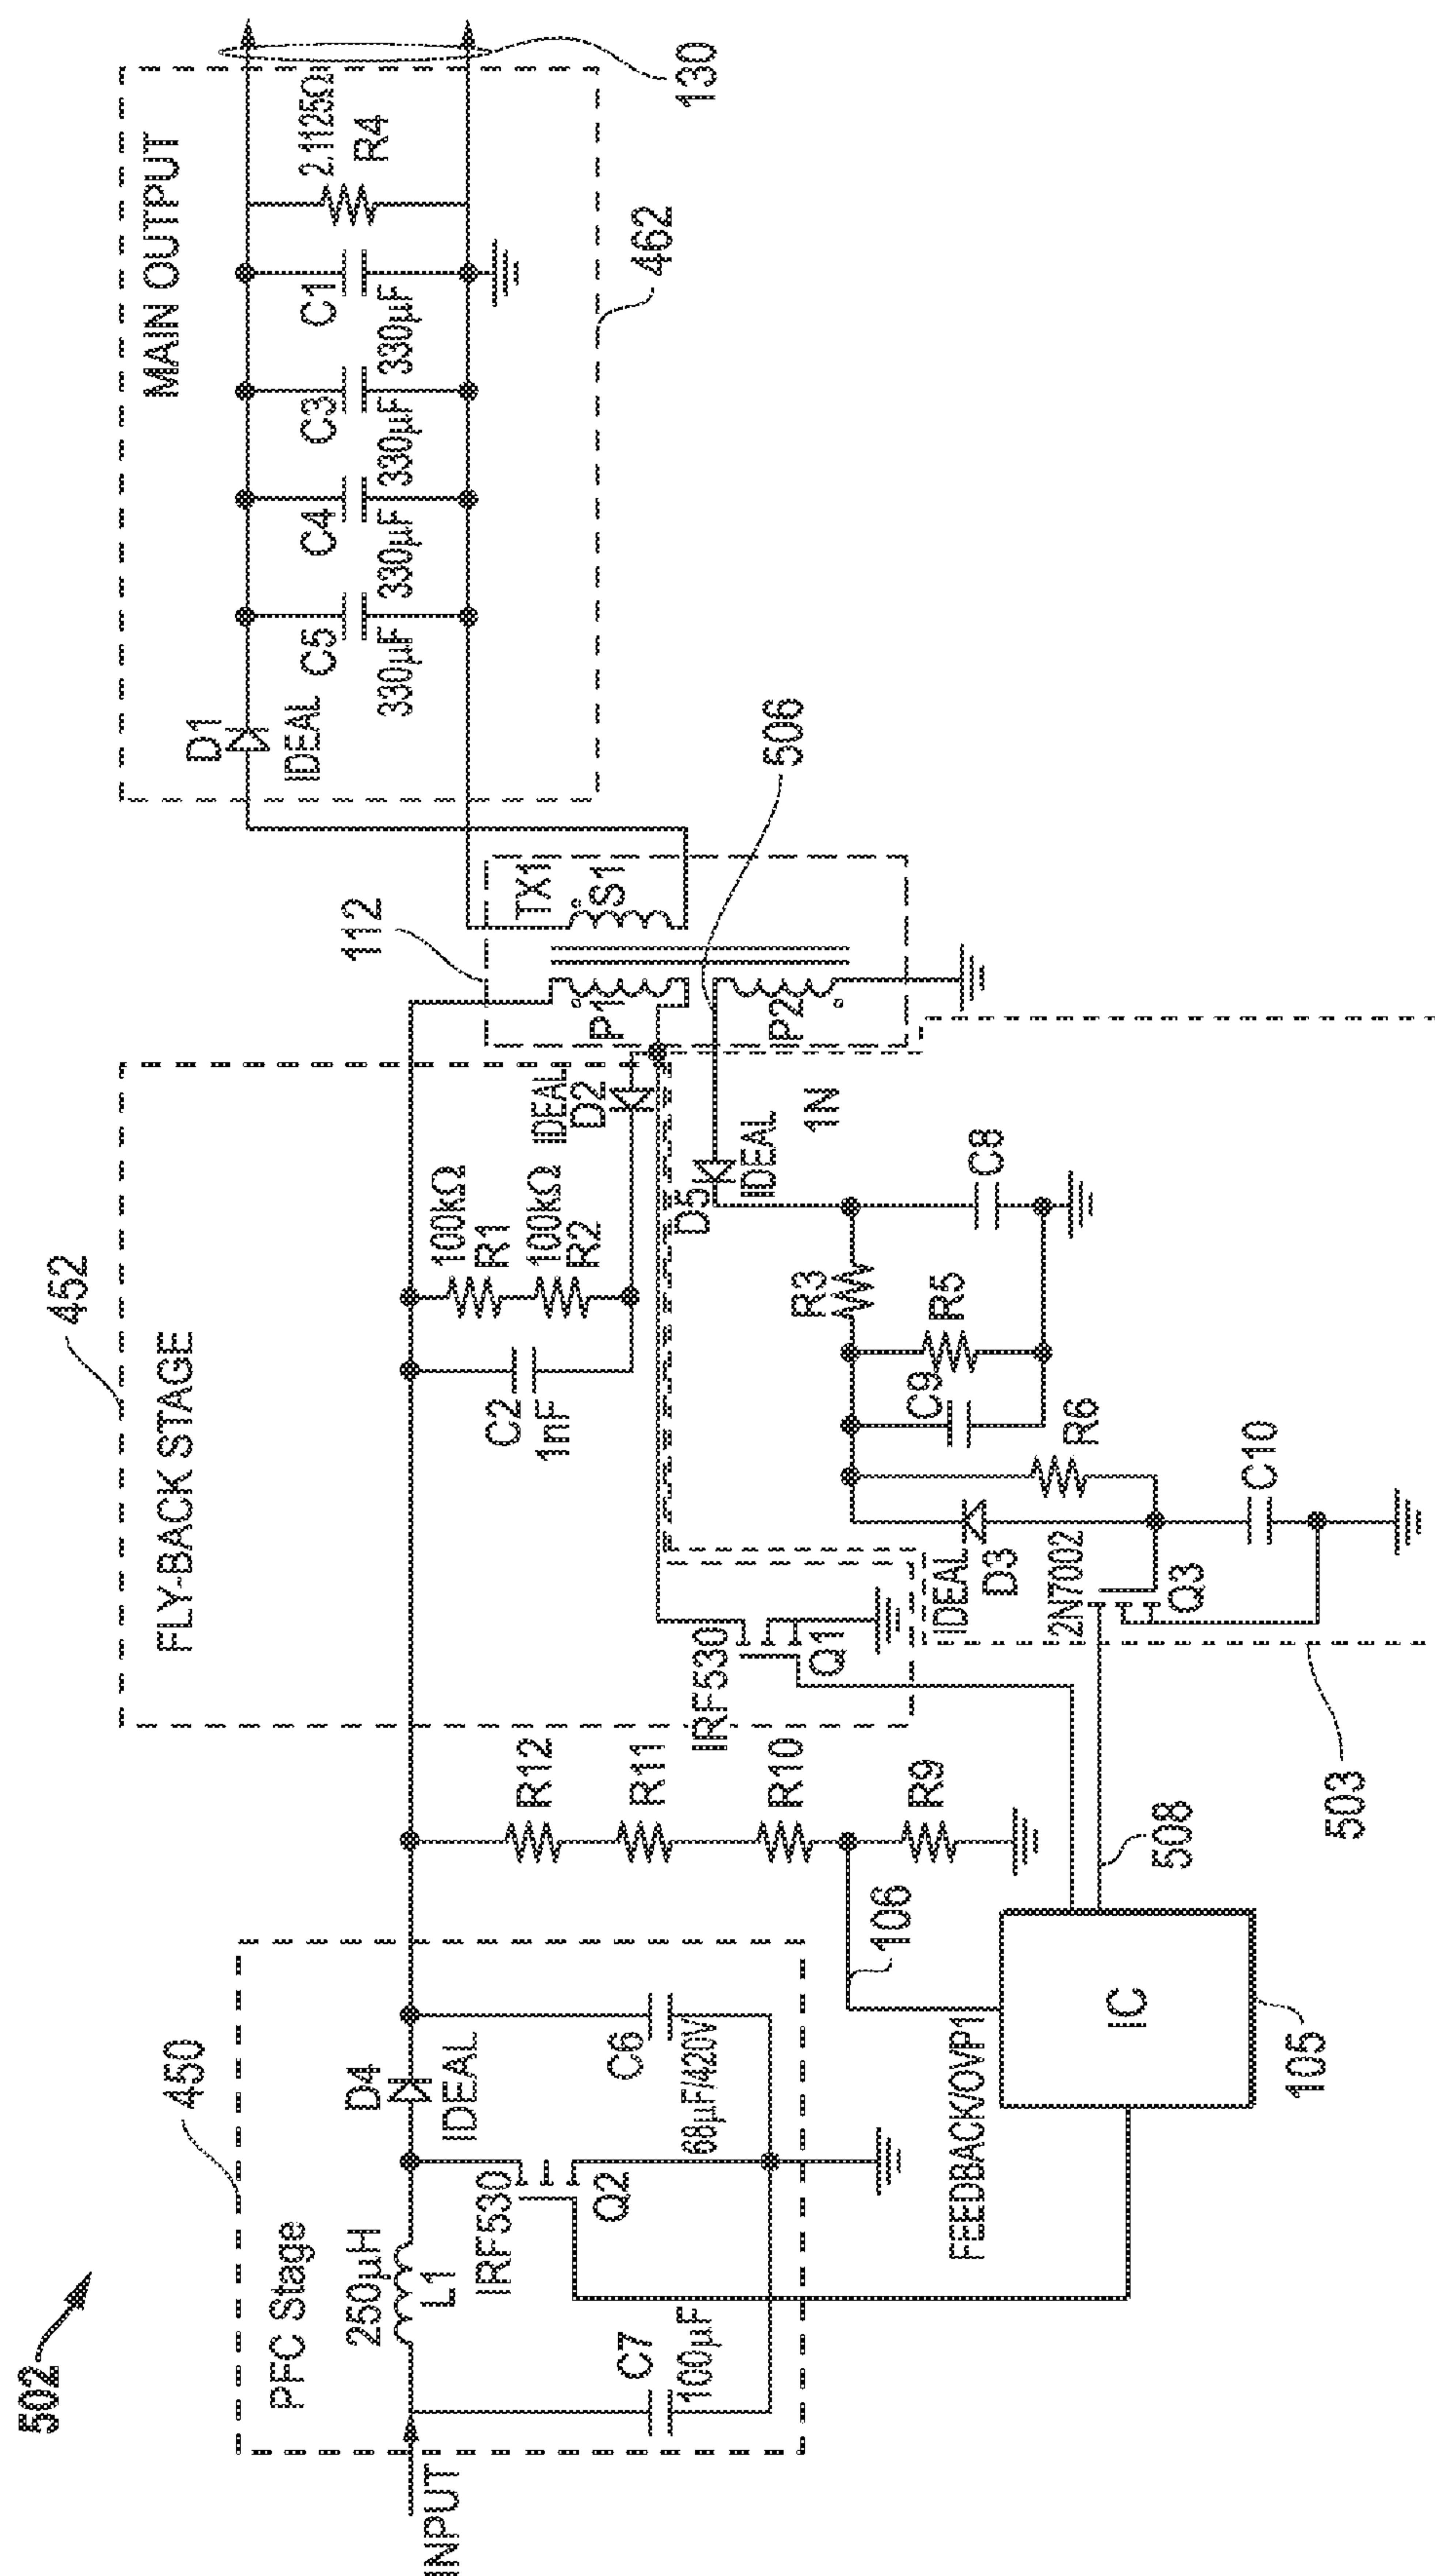 502
INPUT
PFC Stage
450
250μH
L1
C7
100μF
IRF530
Q2
D4
IDEAL
C6
68μF/420V
FEEDBACK/OVP1
IC
105
106
508
503
R12
R11
R10
R9
452
FLY-BACK STAGE
IRF530
Q1
C2
1nF
100kΩ
R1
100kΩ
R2
IDEAL
D2
D5
IDEAL
1N
R3
C8
R5
C9
R6
IDEAL
D3
C10
2N7002
Q3
112
TX1
P1
S1
P2
506
MAIN OUTPUT
D1
IDEAL
C5
330μF
C4
330μF
C3
330μF
C1
330μF
2.1125Ω
R4
462
130